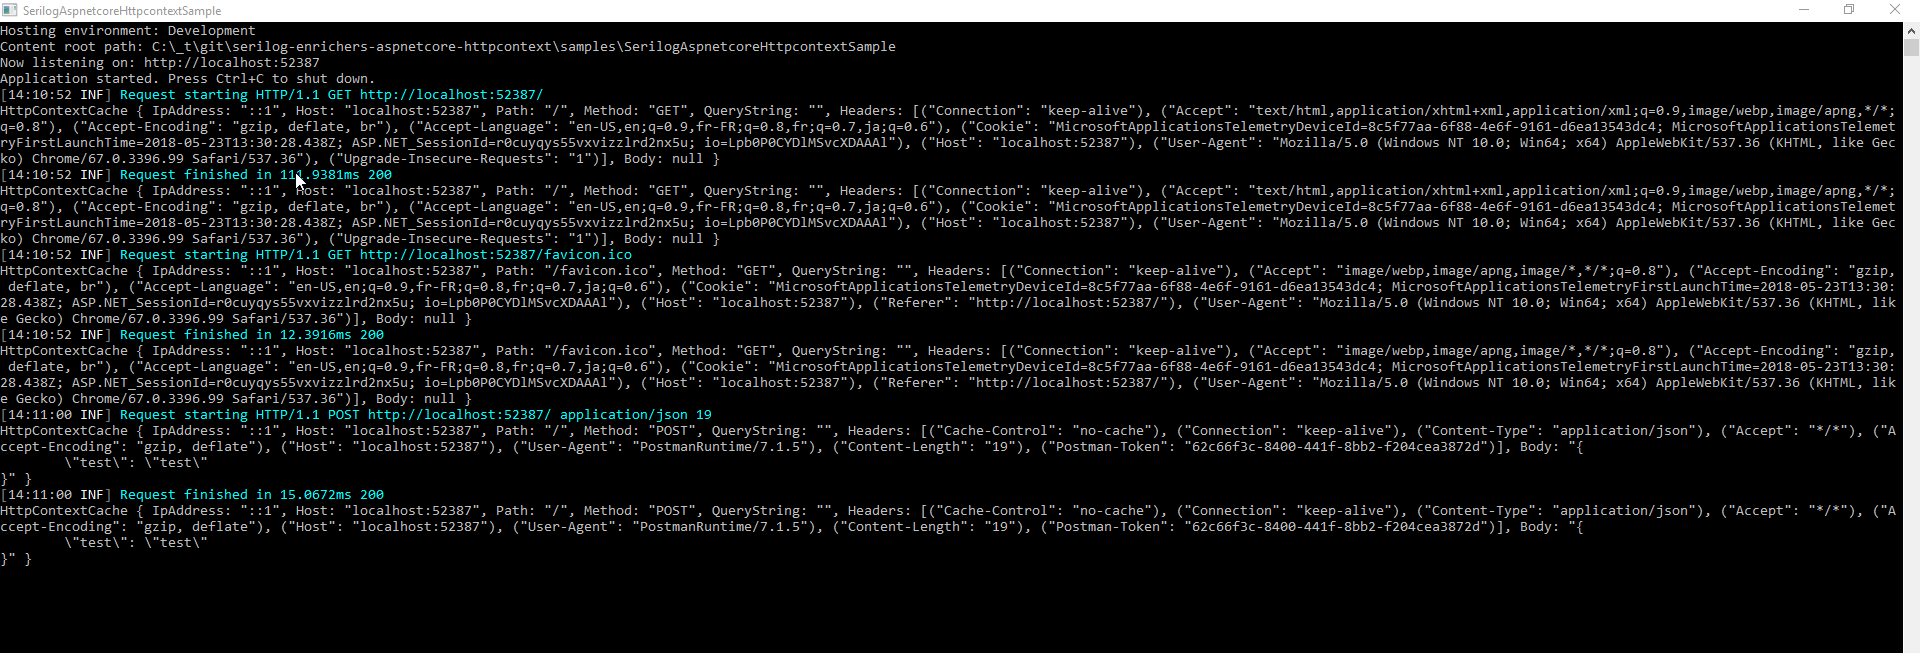 SerilogAspnetcoreHttpcontextSample
Hosting environment: Development
Content root path: C:\_t\git\serilog-enrichers-aspnetcore-httpcontext\samples\SerilogAspnetcoreHttpcontextSample
Now listening on: http://localhost:52387
Application started. Press Ctrl+C to shut down.
[14:10:52 INF] Request starting HTTP/1.1 GET http://localhost:52387/
HttpContextCache { IpAddress: "::1", Host: "localhost:52387", Path: "/", Method: "GET", QueryString: "", Headers: [("Connection": "keep-alive"), ("Accept": "text/html,application/xhtml+xml,application/xml;q=0.9,image/webp,image/apng,*/*;
q=0.8"), ("Accept-Encoding": "gzip, deflate, br"), ("Accept-Language": "en-US,en;q=0.9,fr-FR;q=0.8,fr;q=0.7,ja;q=0.6"), ("Cookie": "MicrosoftApplicationsTelemetryDeviceId=8c5f77aa-6f88-4e6f-9161-d6ea13543dc4; MicrosoftApplicationsTelemet
ryFirstLaunchTime=2018-05-23T13:30:28.438Z; ASP.NET_SessionId=r0cuyqys55vxvizzlrd2nx5u; io=Lpb0P0CYDlMSvcXDAAAl"), ("Host": "localhost:52387"), ("User-Agent": "Mozilla/5.0 (Windows NT 10.0; Win64; x64) AppleWebKit/537.36 (KHTML, like Gec
ko) Chrome/67.0.3396.99 Safari/537.36"), ("Upgrade-Insecure-Requests": "1")], Body: null }
[14:10:52 INF] Request finished in 111.9381ms 200
HttpContextCache { IpAddress: "::1", Host: "localhost:52387", Path: "/", Method: "GET", QueryString: "", Headers: [("Connection": "keep-alive"), ("Accept": "text/html,application/xhtml+xml,application/xml;q=0.9,image/webp,image/apng,*/*;
q=0.8"), ("Accept-Encoding": "gzip, deflate, br"), ("Accept-Language": "en-US,en;q=0.9,fr-FR;q=0.8,fr;q=0.7,ja;q=0.6"), ("Cookie": "MicrosoftApplicationsTelemetryDeviceId=8c5f77aa-6f88-4e6f-9161-d6ea13543dc4; MicrosoftApplicationsTelemet
ryFirstLaunchTime=2018-05-23T13:30:28.438Z; ASP.NET_SessionId=r0cuyqys55vxvizzlrd2nx5u; io=Lpb0P0CYDlMSvcXDAAAl"), ("Host": "localhost:52387"), ("User-Agent": "Mozilla/5.0 (Windows NT 10.0; Win64; x64) AppleWebKit/537.36 (KHTML, like Gec
ko) Chrome/67.0.3396.99 Safari/537.36"), ("Upgrade-Insecure-Requests": "1")], Body: null }
[14:10:52 INF] Request starting HTTP/1.1 GET http://localhost:52387/favicon.ico
HttpContextCache { IpAddress: "::1", Host: "localhost:52387", Path: "/favicon.ico", Method: "GET", QueryString: "", Headers: [("Connection": "keep-alive"), ("Accept": "image/webp,image/apng,image/*,*/*;q=0.8"), ("Accept-Encoding": "gzip,
 deflate, br"), ("Accept-Language": "en-US,en;q=0.9,fr-FR;q=0.8,fr;q=0.7,ja;q=0.6"), ("Cookie": "MicrosoftApplicationsTelemetryDeviceId=8c5f77aa-6f88-4e6f-9161-d6ea13543dc4; MicrosoftApplicationsTelemetryFirstLaunchTime=2018-05-23T13:30:
28.438Z; ASP.NET_SessionId=r0cuyqys55vxvizzlrd2nx5u; io=Lpb0P0CYDlMSvcXDAAAl"), ("Host": "localhost:52387"), ("Referer": "http://localhost:52387/"), ("User-Agent": "Mozilla/5.0 (Windows NT 10.0; Win64; x64) AppleWebKit/537.36 (KHTML, lik
e Gecko) Chrome/67.0.3396.99 Safari/537.36")], Body: null }
[14:10:52 INF] Request finished in 12.3916ms 200
HttpContextCache { IpAddress: "::1", Host: "localhost:52387", Path: "/favicon.ico", Method: "GET", QueryString: "", Headers: [("Connection": "keep-alive"), ("Accept": "image/webp,image/apng,image/*,*/*;q=0.8"), ("Accept-Encoding": "gzip,
 deflate, br"), ("Accept-Language": "en-US,en;q=0.9,fr-FR;q=0.8,fr;q=0.7,ja;q=0.6"), ("Cookie": "MicrosoftApplicationsTelemetryDeviceId=8c5f77aa-6f88-4e6f-9161-d6ea13543dc4; MicrosoftApplicationsTelemetryFirstLaunchTime=2018-05-23T13:30:
28.438Z; ASP.NET_SessionId=r0cuyqys55vxvizzlrd2nx5u; io=Lpb0P0CYDlMSvcXDAAAl"), ("Host": "localhost:52387"), ("Referer": "http://localhost:52387/"), ("User-Agent": "Mozilla/5.0 (Windows NT 10.0; Win64; x64) AppleWebKit/537.36 (KHTML, lik
e Gecko) Chrome/67.0.3396.99 Safari/537.36")], Body: null }
[14:11:00 INF] Request starting HTTP/1.1 POST http://localhost:52387/ application/json 19
HttpContextCache { IpAddress: "::1", Host: "localhost:52387", Path: "/", Method: "POST", QueryString: "", Headers: [("Cache-Control": "no-cache"), ("Connection": "keep-alive"), ("Content-Type": "application/json"), ("Accept": "*/*"), ("A
ccept-Encoding": "gzip, deflate"), ("Host": "localhost:52387"), ("User-Agent": "PostmanRuntime/7.1.5"), ("Content-Length": "19"), ("Postman-Token": "62c66f3c-8400-441f-8bb2-f204cea3872d")], Body: "{
        \"test\": \"test\"
}" }
[14:11:00 INF] Request finished in 15.0672ms 200
HttpContextCache { IpAddress: "::1", Host: "localhost:52387", Path: "/", Method: "POST", QueryString: "", Headers: [("Cache-Control": "no-cache"), ("Connection": "keep-alive"), ("Content-Type": "application/json"), ("Accept": "*/*"), ("A
ccept-Encoding": "gzip, deflate"), ("Host": "localhost:52387"), ("User-Agent": "PostmanRuntime/7.1.5"), ("Content-Length": "19"), ("Postman-Token": "62c66f3c-8400-441f-8bb2-f204cea3872d")], Body: "{
        \"test\": \"test\"
}" }